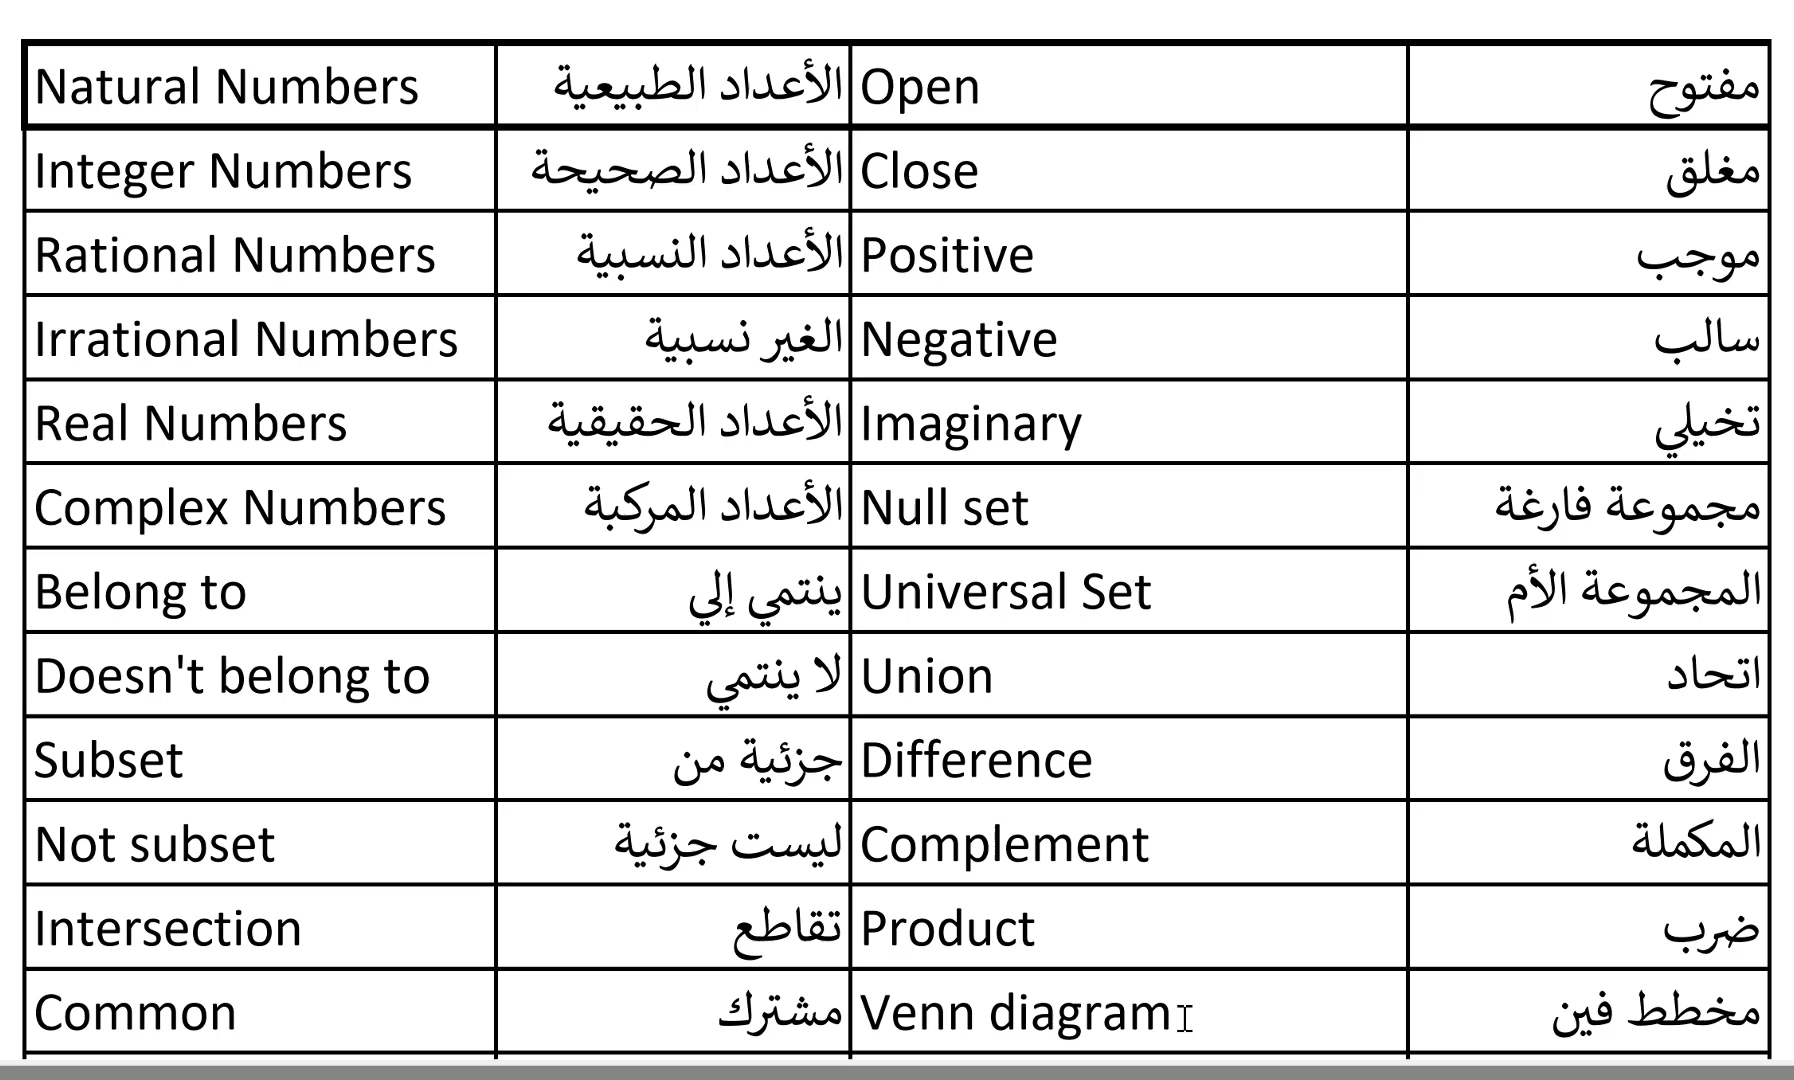 Natural Numbers الأعداد الطبيعية Open مفتوح
Integer Numbers الأعداد الصحيحة Close مغلق
Rational Numbers الأعداد النسبية Positive موجب
Irrational Numbers الغير نسبية Negative سالب
Real Numbers الأعداد الحقيقية Imaginary تخيلي
Complex Numbers الأعداد المركبة Null set مجموعة فارغة
Belong to ينتمي إلي Universal Set المجموعة الأم
Doesn't belong to لا ينتمي Union اتحاد
Subset جزئية من Difference الفرق
Not subset ليست جزئية Complement المكملة
Intersection تقاطع Product ضرب
Common مشترك Venn diagram مخطط فين